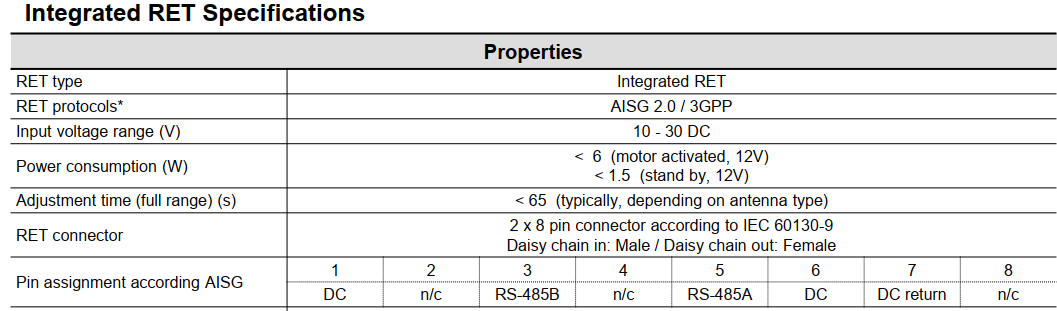 Integrated RET Specifications
Properties
RET type Integrated RET
RET protocols* AISG 2.0 / 3GPP
Input voltage range (V) 10 - 30 DC
Power consumption (W) < 6 (motor activated, 12V)
< 1.5 (stand by, 12V)
Adjustment time (full range) (s) < 65 (typically, depending on antenna type)
RET connector 2 x 8 pin connector according to IEC 60130-9
Daisy chain in: Male / Daisy chain out: Female
Pin assignment according AISG 1 2 3 4 5 6 7 8
DC n/c RS-485B n/c RS-485A DC DC return n/c